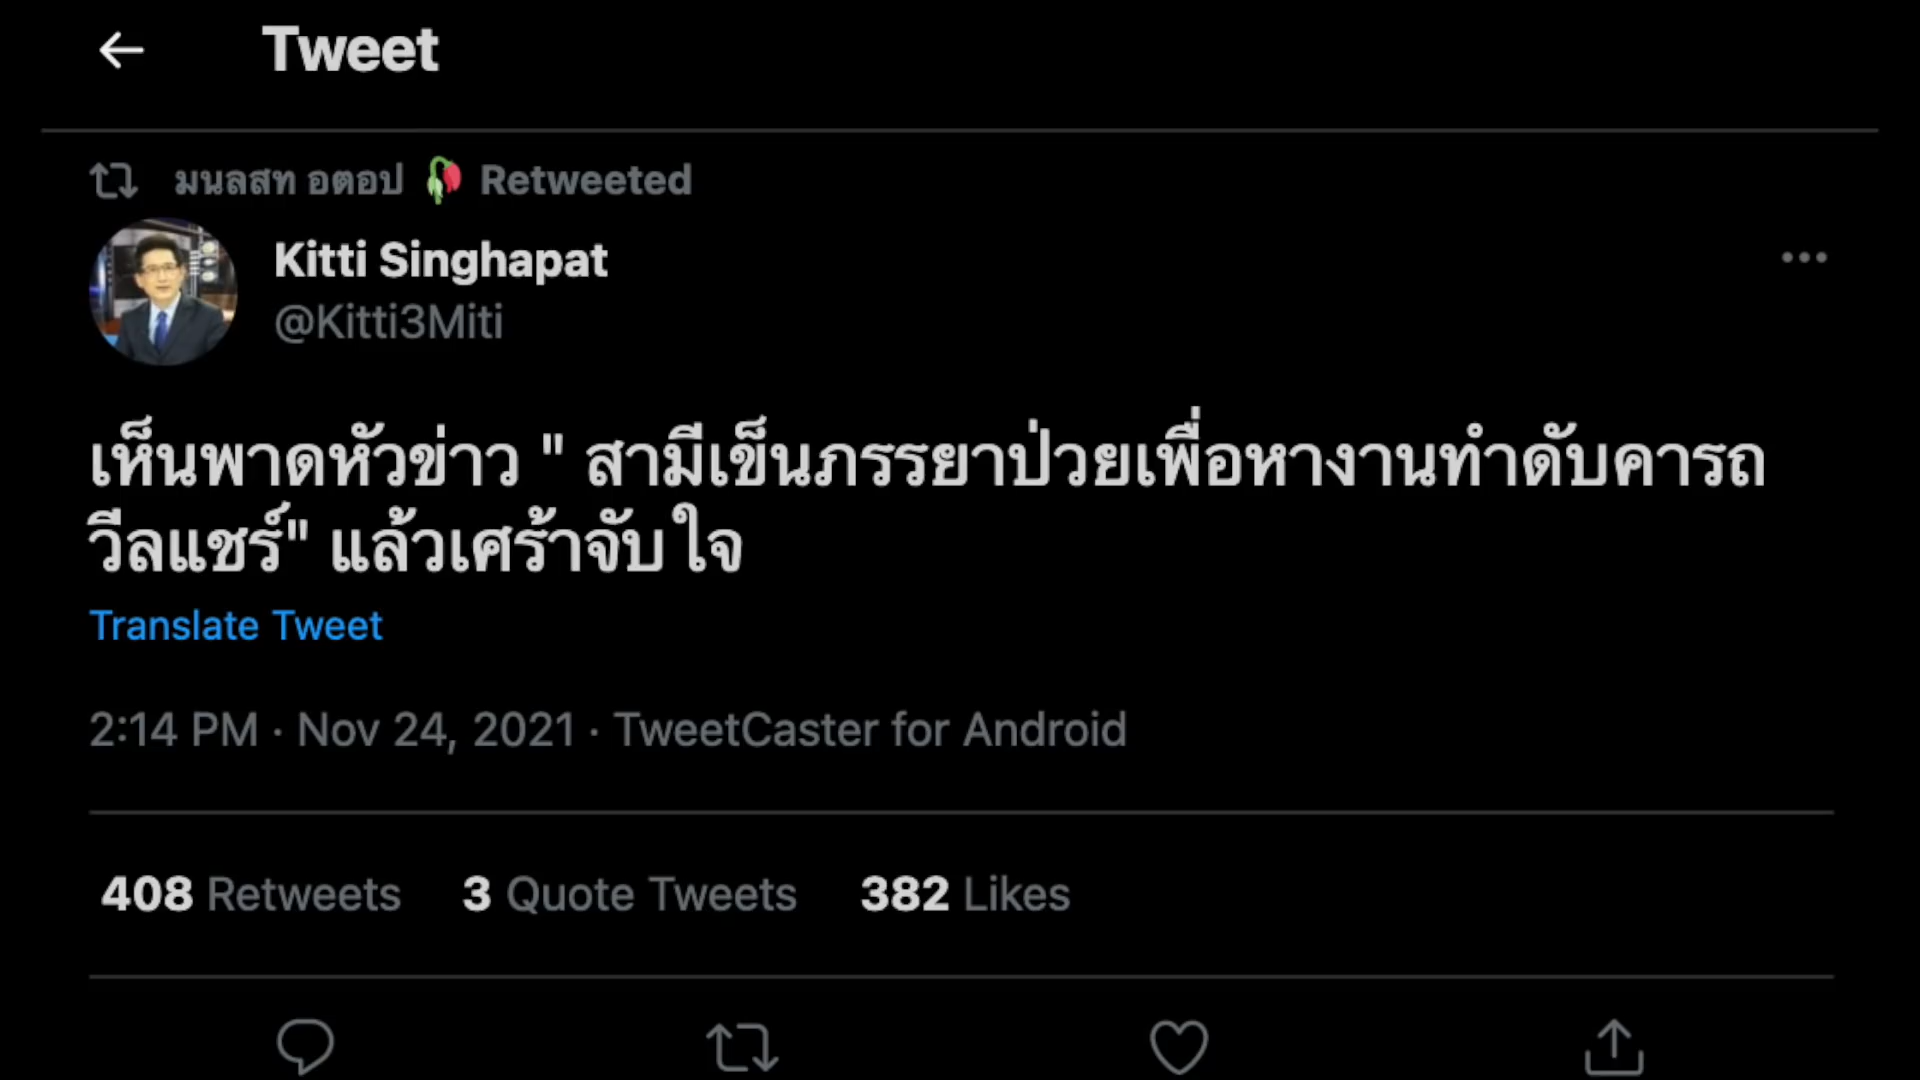 Tweet
มนลสท อตอป 🥀 Retweeted
Kitti Singhapat
@Kitti3Miti
เห็นพาดหัวข่าว " สามีเข็นภรรยาป่วยเพื่อหางานทำดับคารถ
วีลแชร์" แล้วเศร้าจับใจ
Translate Tweet
2:14 PM · Nov 24, 2021 · TweetCaster for Android
408 Retweets 3 Quote Tweets 382 Likes